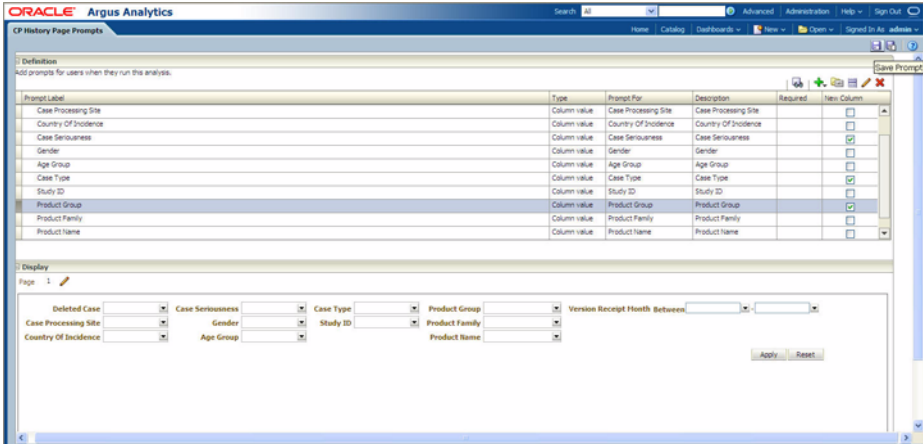 ORACLE Argus Analytics
Search All Advanced Administration Help Sign Out
CP History Page Prompts
Home Catalog Dashboards New Open Signed In As admin
Save Prompt
Definition
Add prompts for users when they run this analysis.
Prompt Label Type Prompt For Description Required New Column
Case Processing Site Column value Case Processing Site Case Processing Site
Country Of Incidence Column value Country Of Incidence Country Of Incidence
Case Seriousness Column value Case Seriousness Case Seriousness
Gender Column value Gender Gender
Age Group Column value Age Group Age Group
Case Type Column value Case Type Case Type
Study ID Column value Study ID Study ID
Product Group Column value Product Group Product Group
Product Family Column value Product Family Product Family
Product Name Column value Product Name Product Name
Display
Page 1
Deleted Case Case Seriousness Case Type Product Group Version Receipt Month Between -
Case Processing Site Gender Study ID Product Family
Country Of Incidence Age Group Product Name
Apply Reset